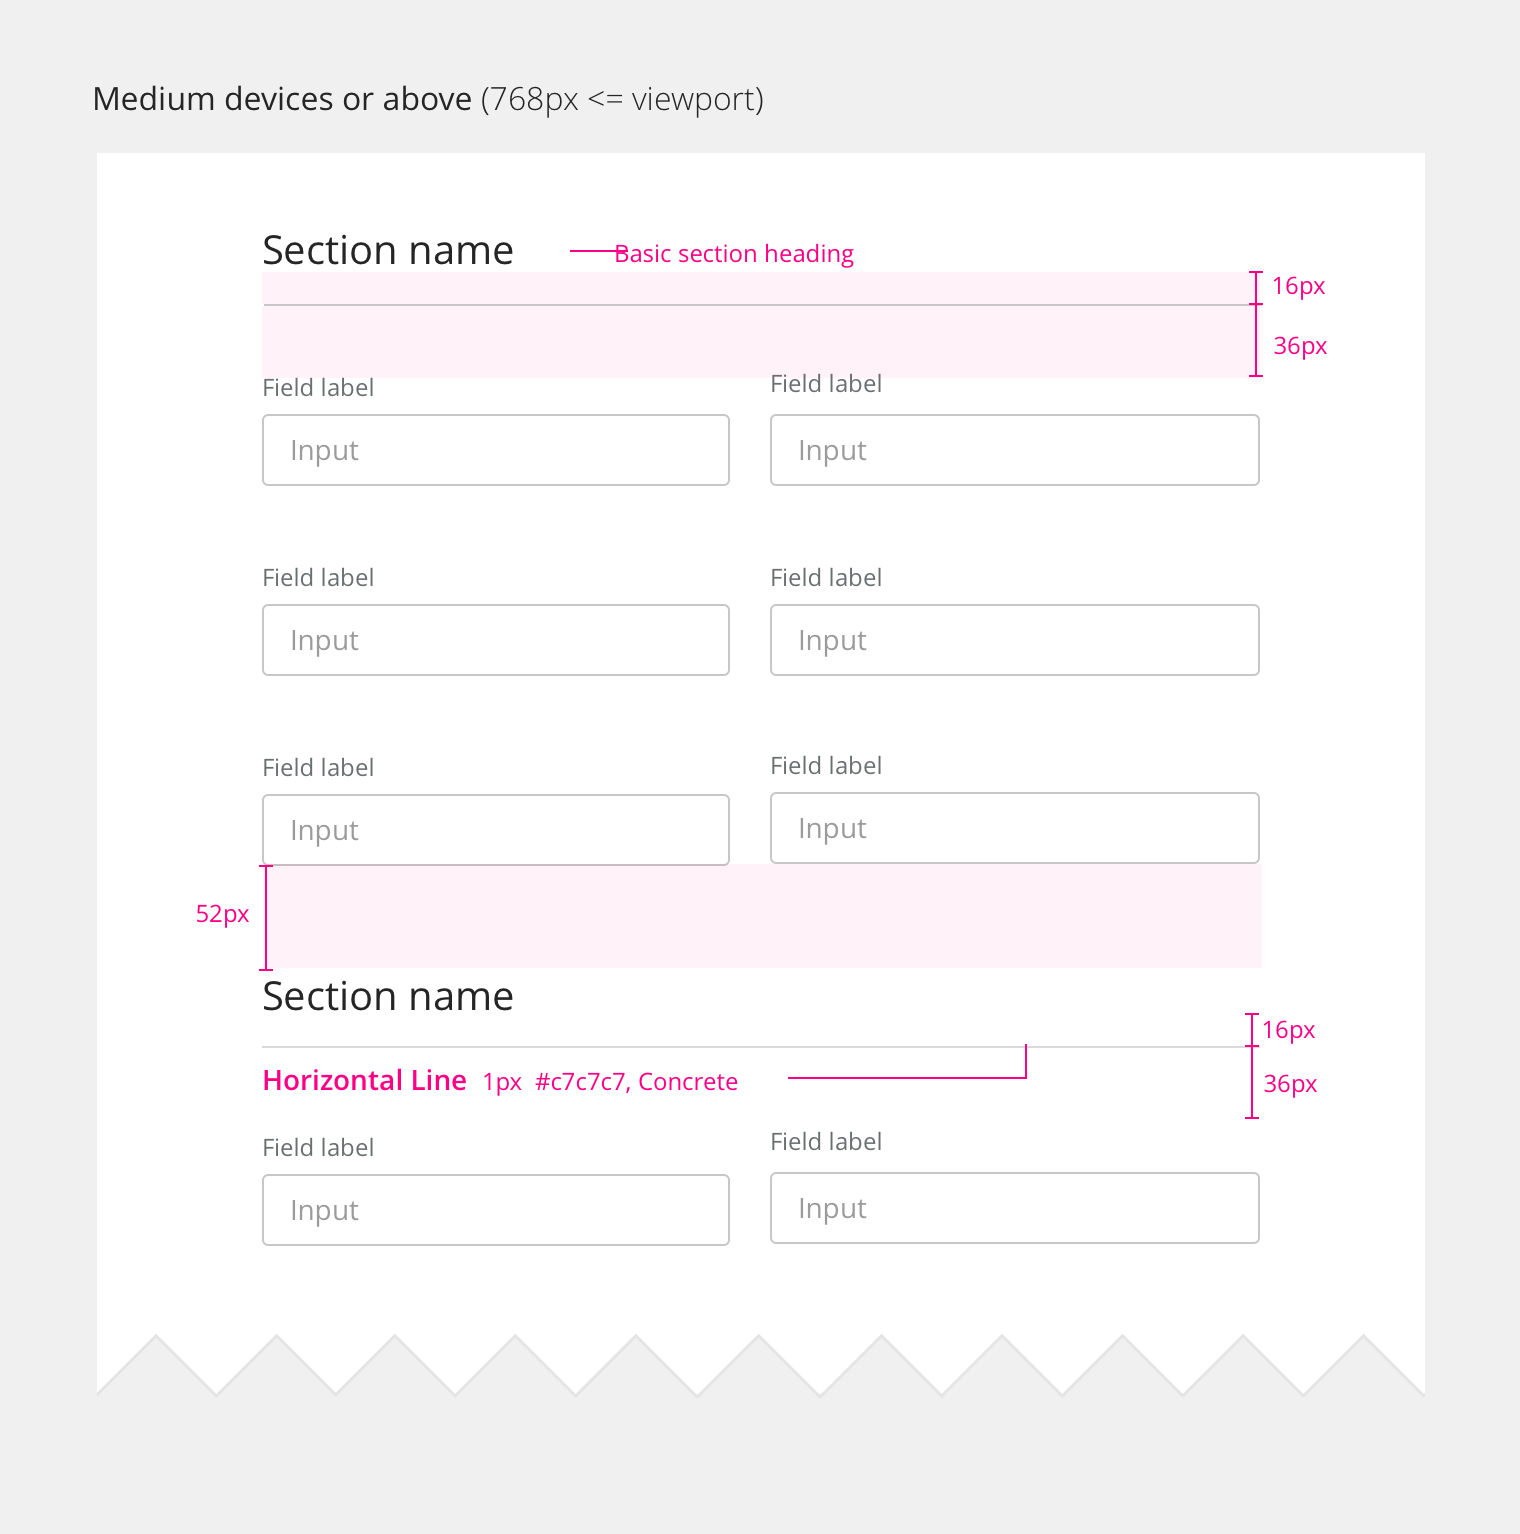 Medium devices or above (768px <= viewport)
Section name
Basic section heading
16px
36px
Field label
Field label
Input
Input
Field label
Field label
Input
Input
Field label
Field label
Input
Input
52px
Section name
16px
Horizontal Line 1px #c7c7c7, Concrete
36px
Field label
Field label
Input
Input